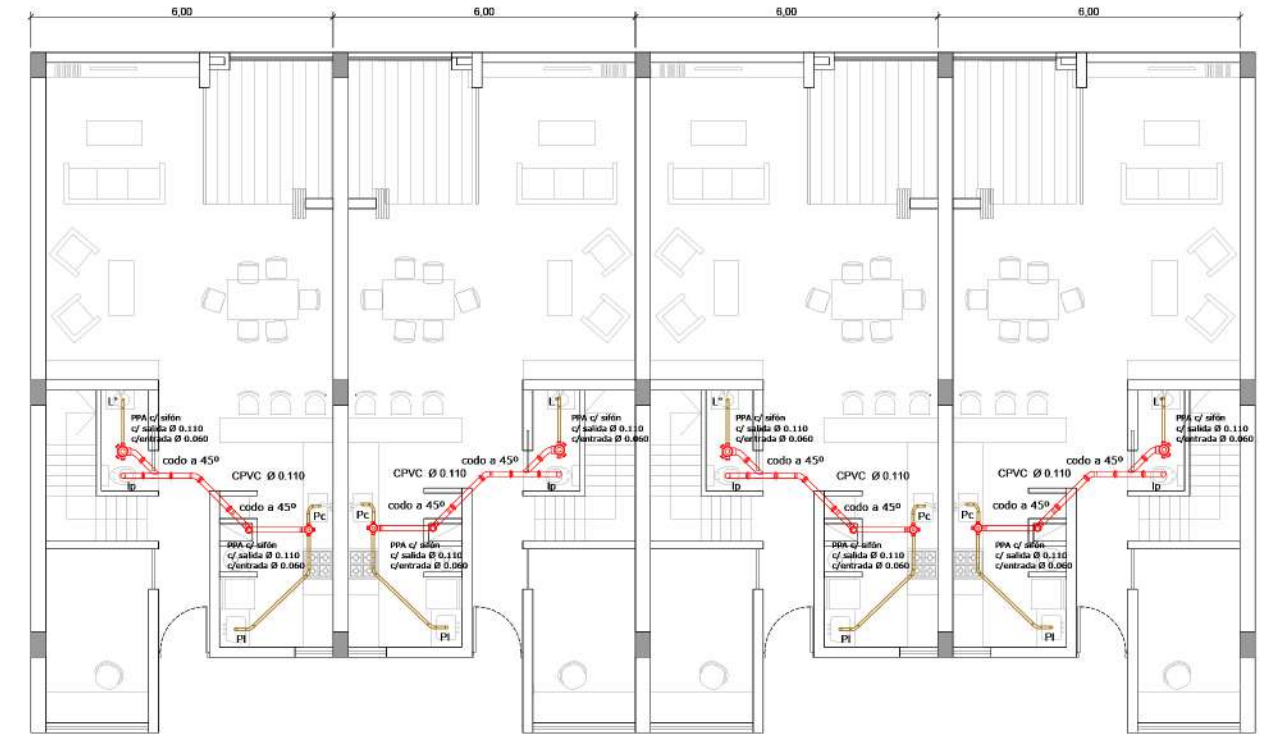 6,00
6,00
6,00
6,00
L°
PPA c/ sifón
c/ salida Ø 0.110
c/entrada Ø 0.060
codo a 45º
CPVC Ø 0.110
Ip
codo a 45º
Pc
PPA c/ sifón
c/ salida Ø 0.110
c/entrada Ø 0.060
Pl
L°
PPA c/ sifón
c/ salida Ø 0.110
c/entrada Ø 0.060
codo a 45º
CPVC Ø 0.110
Ip
codo a 45º
Pc
PPA c/ sifón
c/ salida Ø 0.110
c/entrada Ø 0.060
Pl
L°
PPA c/ sifón
c/ salida Ø 0.110
c/entrada Ø 0.060
codo a 45º
CPVC Ø 0.110
Ip
codo a 45º
Pc
PPA c/ sifón
c/ salida Ø 0.110
c/entrada Ø 0.060
Pl
L°
PPA c/ sifón
c/ salida Ø 0.110
c/entrada Ø 0.060
codo a 45º
CPVC Ø 0.110
Ip
codo a 45º
Pc
PPA c/ sifón
c/ salida Ø 0.110
c/entrada Ø 0.060
Pl